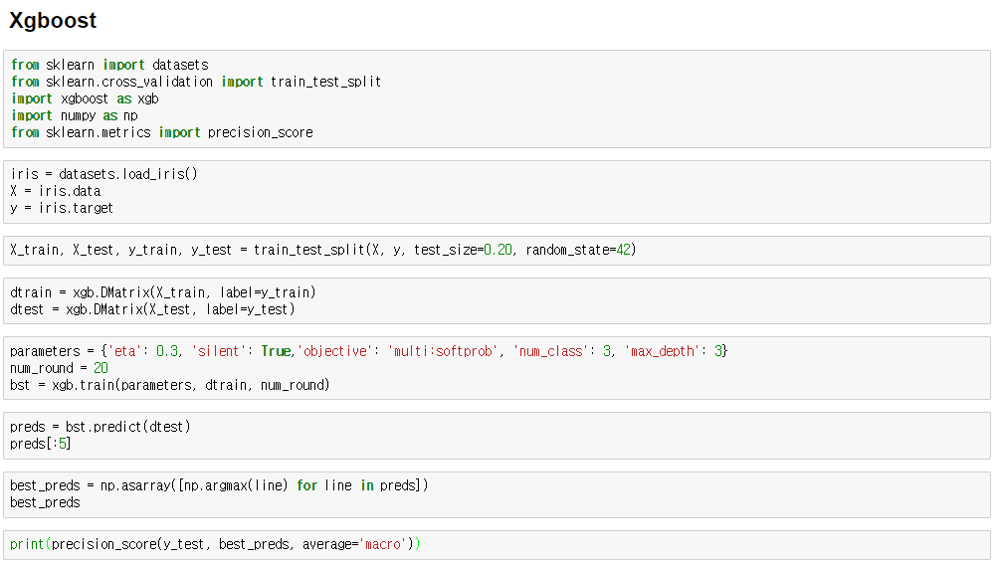 Xgboost
from sklearn import datasets
from sklearn.cross_validation import train_test_split
import xgboost as xgb
import numpy as np
from sklearn.metrics import precision_score
iris = datasets.load_iris()
X = iris.data
y = iris.target
X_train, X_test, y_train, y_test = train_test_split(X, y, test_size=0.20, random_state=42)
dtrain = xgb.DMatrix(X_train, label=y_train)
dtest = xgb.DMatrix(X_test, label=y_test)
parameters = {'eta': 0.3, 'silent': True,'objective': 'multi:softprob', 'num_class': 3, 'max_depth': 3}
num_round = 20
bst = xgb.train(parameters, dtrain, num_round)
preds = bst.predict(dtest)
preds[:5]
best_preds = np.asarray([np.argmax(line) for line in preds])
best_preds
print(precision_score(y_test, best_preds, average='macro'))